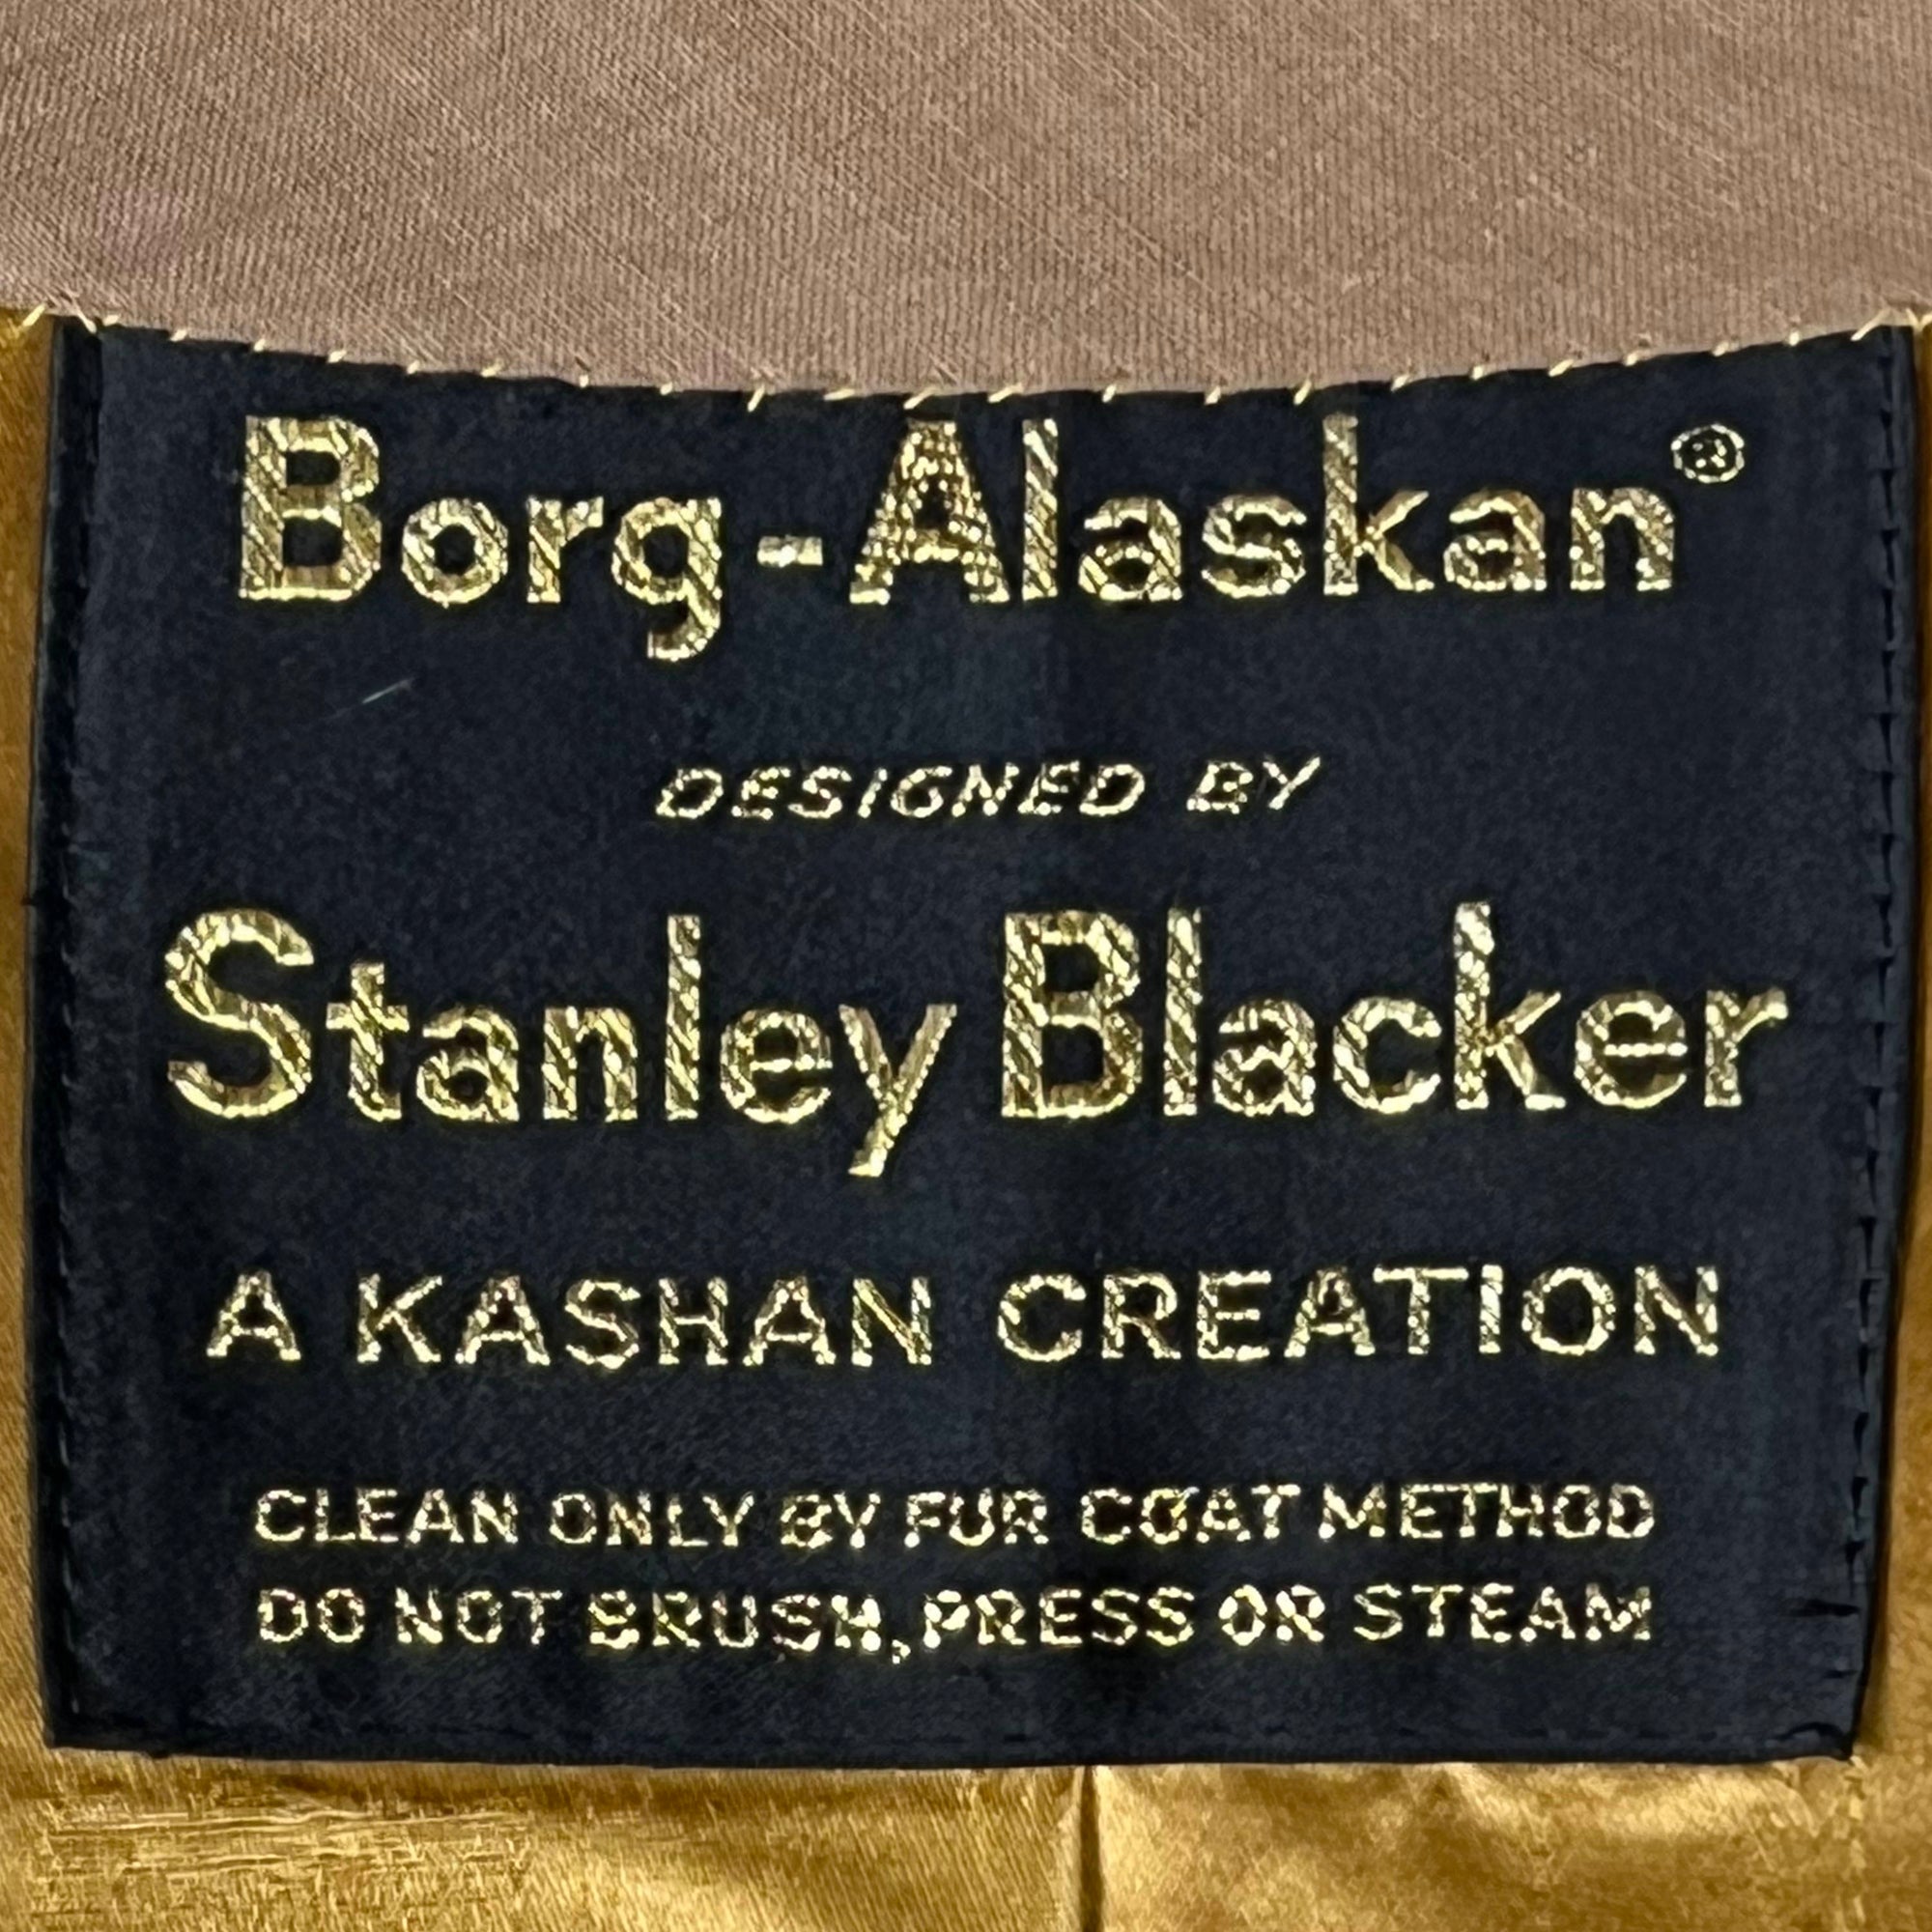 Borg-Alaskan®
DESIGNED BY
Stanley Blacker
A KASHAN CREATION
CLEAN ONLY BY FUR COAT METHOD
DO NOT BRUSH, PRESS OR STEAM